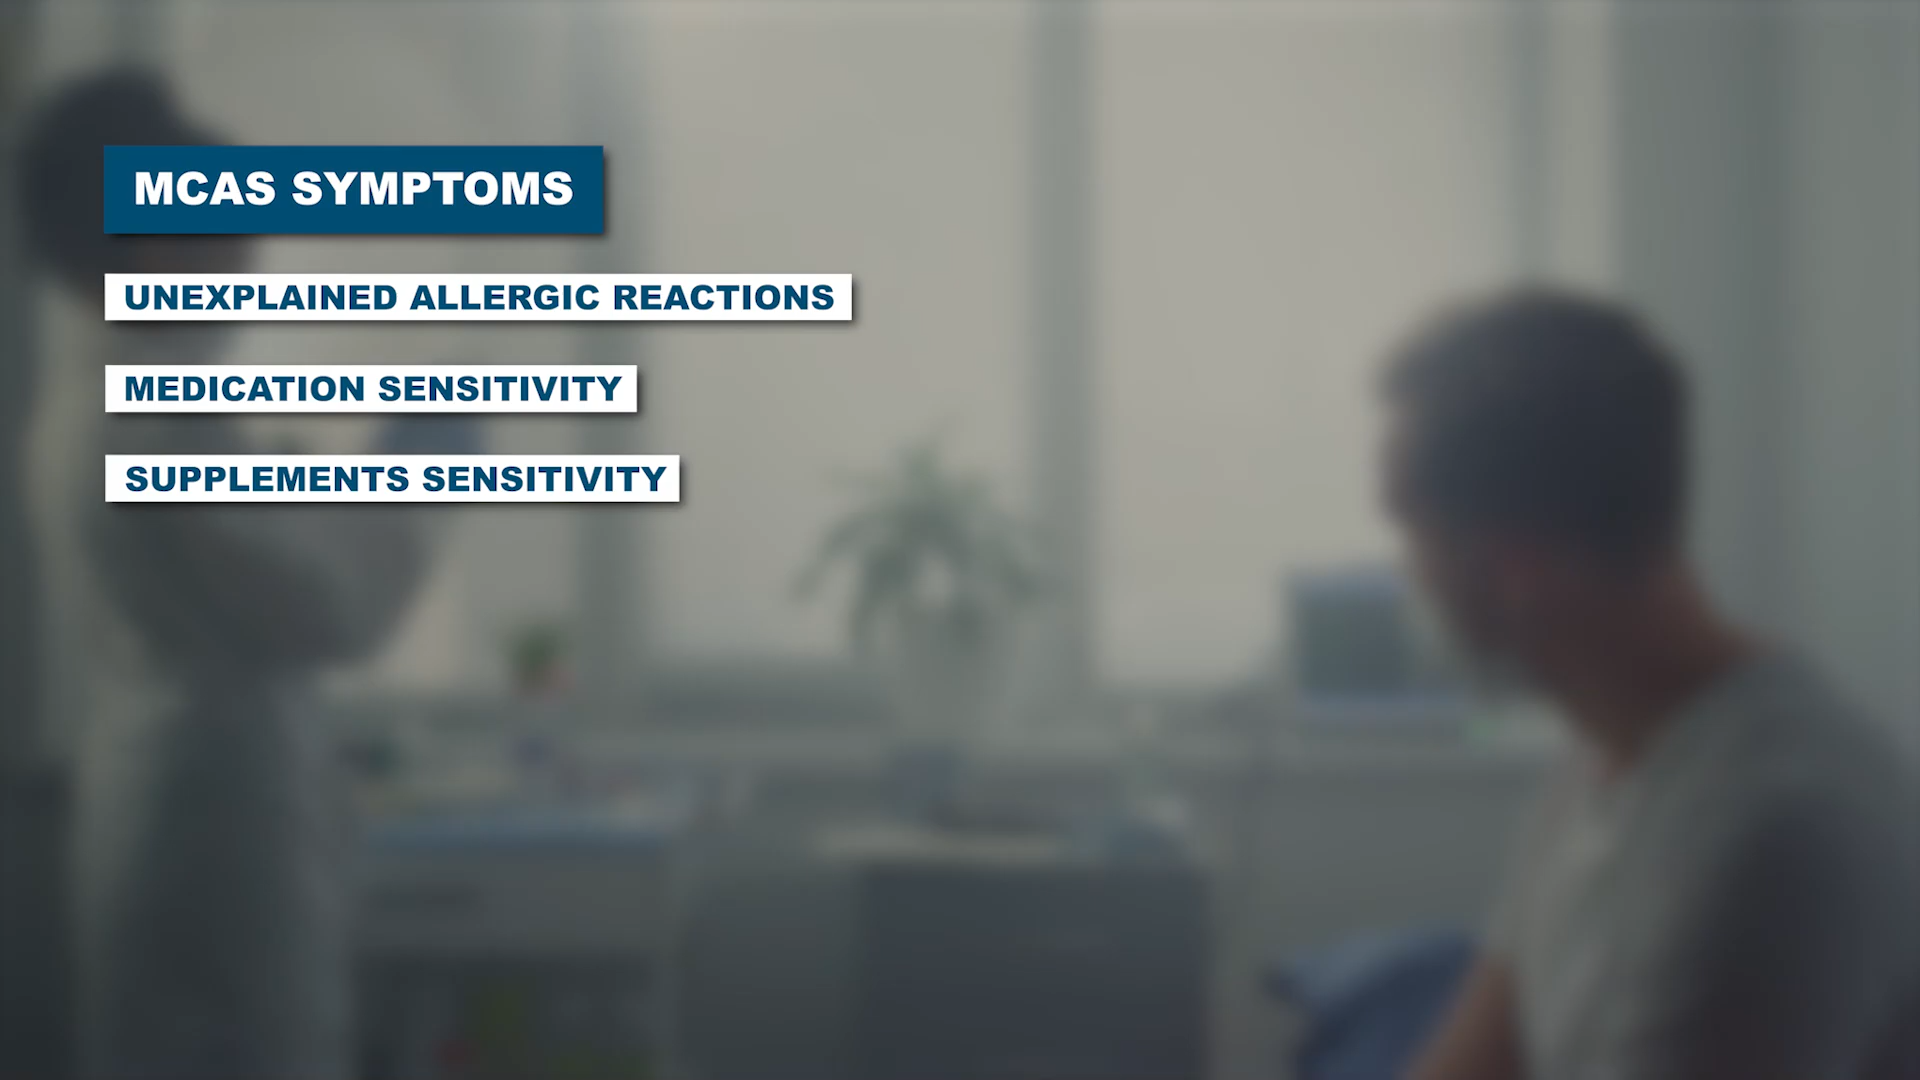 MCAS SYMPTOMS
UNEXPLAINED ALLERGIC REACTIONS
MEDICATION SENSITIVITY
SUPPLEMENTS SENSITIVITY